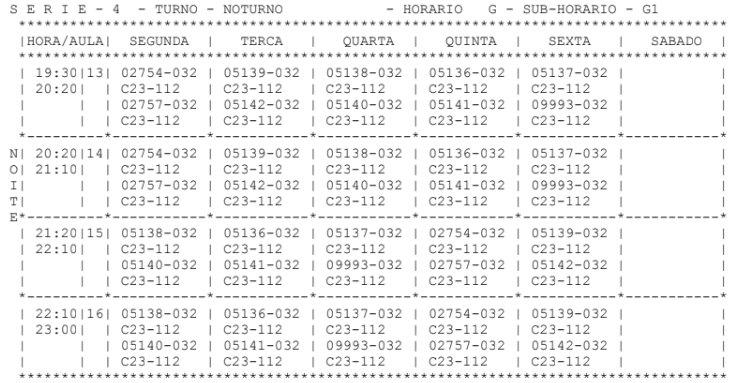 S E R I E - 4  - TURNO - NOTURNO            - HORARIO  G - SUB-HORARIO - G1
***********************************************************************************
|HORA/AULA|  SEGUNDA  |   TERCA   |   QUARTA  |   QUINTA  |   SEXTA   |   SABADO  |
***********************************************************************************
| 19:30|13| 02754-032 | 05139-032 | 05138-032 | 05136-032 | 05137-032 |           |
| 20:20|  | C23-112   | C23-112   | C23-112   | C23-112   | C23-112   |           |
|      |  | 02757-032 | 05142-032 | 05140-032 | 05141-032 | 09993-032 |           |
|      |  | C23-112   | C23-112   | C23-112   | C23-112   | C23-112   |           |
*----------*-----------*-----------*-----------*-----------*-----------*-----------*
N| 20:20|14| 02754-032 | 05139-032 | 05138-032 | 05136-032 | 05137-032 |           |
O| 21:10|  | C23-112   | C23-112   | C23-112   | C23-112   | C23-112   |           |
I|      |  | 02757-032 | 05142-032 | 05140-032 | 05141-032 | 09993-032 |           |
T|      |  | C23-112   | C23-112   | C23-112   | C23-112   | C23-112   |           |
E*----------*-----------*-----------*-----------*-----------*-----------*-----------*
| 21:20|15| 05138-032 | 05136-032 | 05137-032 | 02754-032 | 05139-032 |           |
| 22:10|  | C23-112   | C23-112   | C23-112   | C23-112   | C23-112   |           |
|      |  | 05140-032 | 05141-032 | 09993-032 | 02757-032 | 05142-032 |           |
|      |  | C23-112   | C23-112   | C23-112   | C23-112   | C23-112   |           |
*----------*-----------*-----------*-----------*-----------*-----------*-----------*
| 22:10|16| 05138-032 | 05136-032 | 05137-032 | 02754-032 | 05139-032 |           |
| 23:00|  | C23-112   | C23-112   | C23-112   | C23-112   | C23-112   |           |
|      |  | 05140-032 | 05141-032 | 09993-032 | 02757-032 | 05142-032 |           |
|      |  | C23-112   | C23-112   | C23-112   | C23-112   | C23-112   |           |
***********************************************************************************